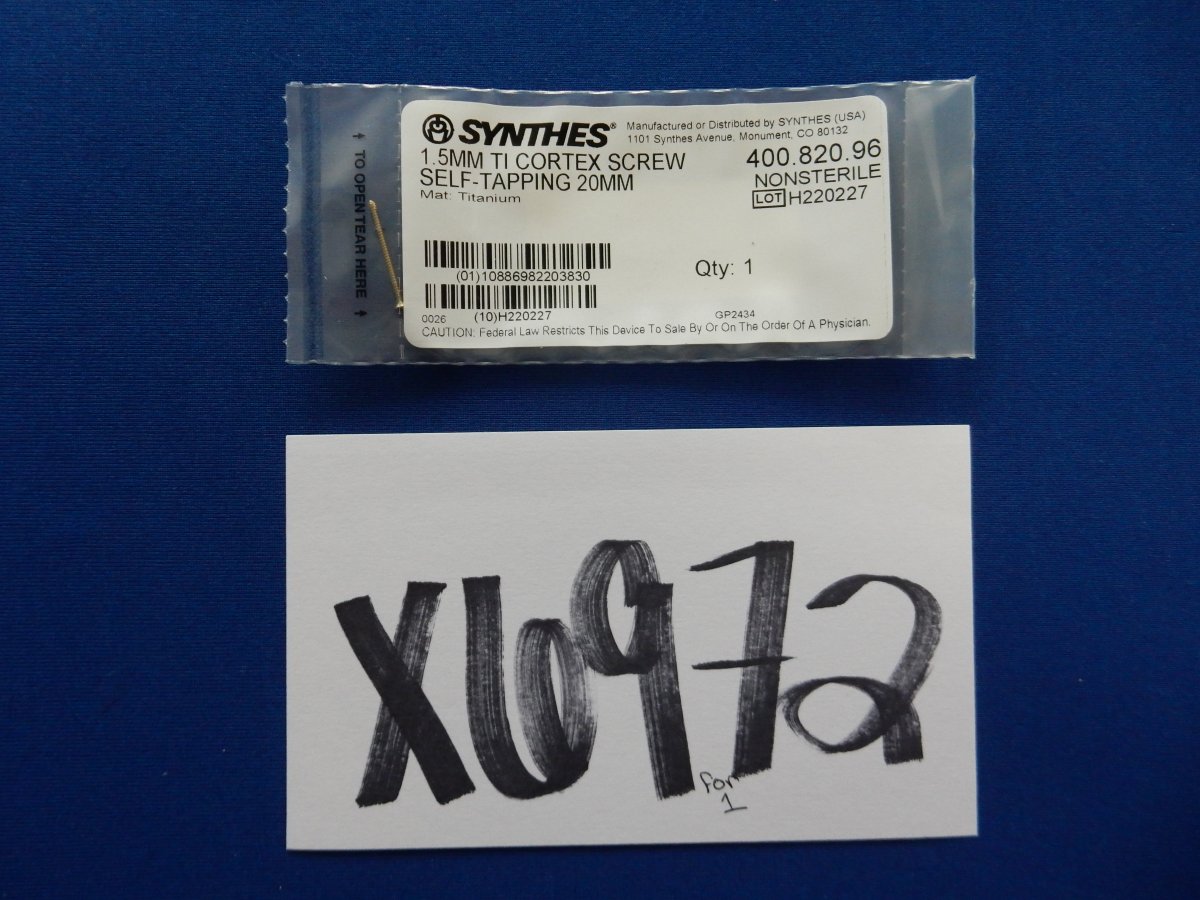 ↑ TO OPEN TEAR HERE ↑
SYNTHES®
Manufactured or Distributed by SYNTHES (USA)
1101 Synthes Avenue, Monument, CO 80132
1.5MM TI CORTEX SCREW
SELF-TAPPING 20MM
Mat: Titanium
400.820.96
NONSTERILE
LOT H220227
(01)10886982203830
Qty: 1
(10)H220227
0026
GP2434
CAUTION: Federal Law Restricts This Device To Sale By Or On The Order Of A Physician.
X6972
for
1